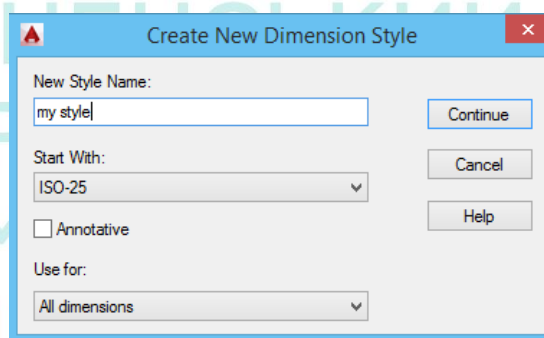 Create New Dimension Style
New Style Name:
my style
Continue
Start With:
ISO-25
Cancel
Annotative
Help
Use for:
All dimensions